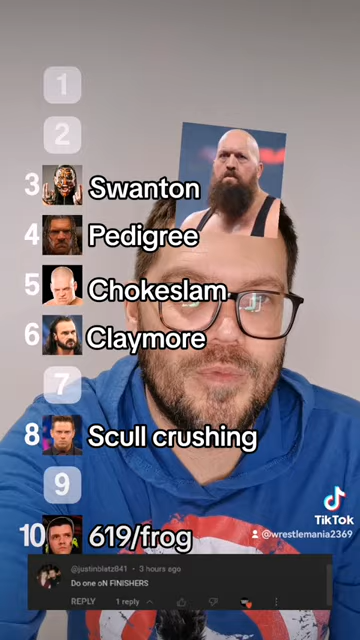 1
2
3 Swanton
4 Pedigree
5 Chokeslam
6 Claymore
7
8 Scull crushing
9
10 619/frog
TikTok
@wrestlemania2369
@justinblatz841 • 3 hours ago
Do one oN FINISHERS
REPLY 1 reply